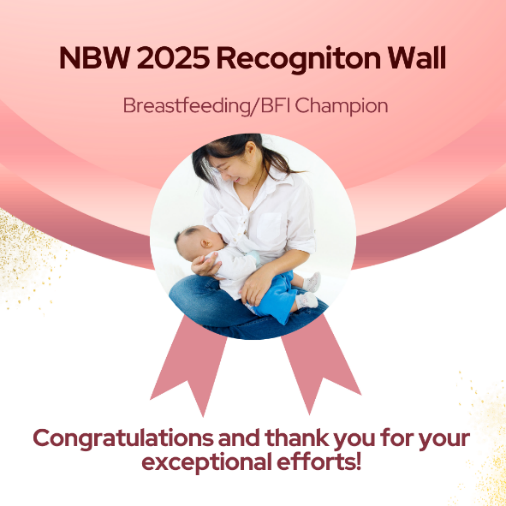 NBW 2025 Recogniton Wall
Breastfeeding/BFI Champion
Congratulations and thank you for your
exceptional efforts!